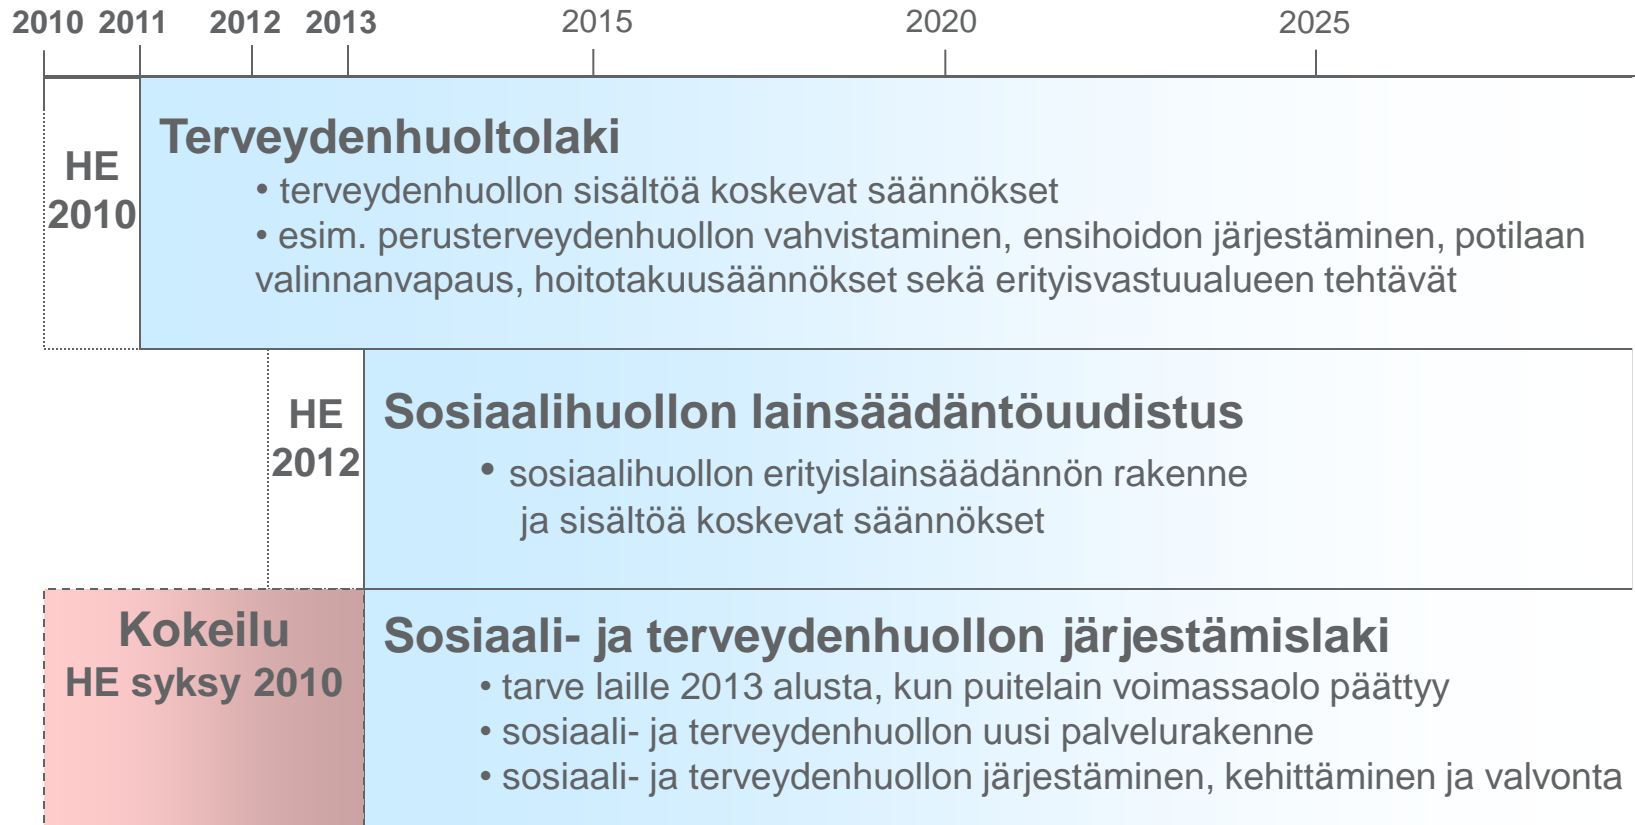 2010 2011 2012 2013 2015 2020 2025
HE
2010
Terveydenhuoltolaki
• terveydenhuollon sisältöä koskevat säännökset
• esim. perusterveydenhuollon vahvistaminen, ensihoidon järjestäminen, potilaan
valinnanvapaus, hoitotakuusäännökset sekä erityisvastuualueen tehtävät
HE
2012
Sosiaalihuollon lainsäädäntöuudistus
• sosiaalihuollon erityislainsäädännön rakenne
ja sisältöä koskevat säännökset
Kokeilu
HE syksy 2010
Sosiaali- ja terveydenhuollon järjestämislaki
• tarve laille 2013 alusta, kun puitelain voimassaolo päättyy
• sosiaali- ja terveydenhuollon uusi palvelurakenne
• sosiaali- ja terveydenhuollon järjestäminen, kehittäminen ja valvonta